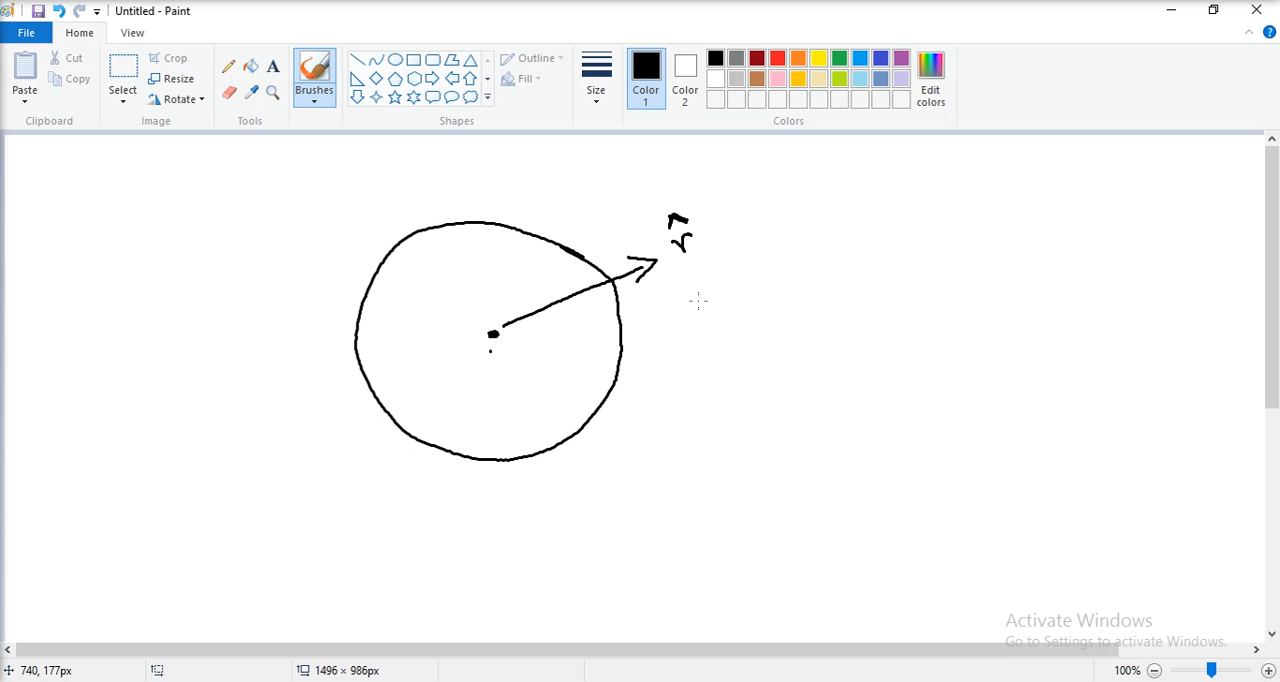 Untitled - Paint
File Home View
Paste
Cut
Copy
Clipboard
Select
Crop
Resize
Rotate
Image
A
Tools
Brushes
Outline
Fill
Shapes
Size
Color 1
Color 2
Edit colors
Colors
r̂
Activate Windows
Go to Settings to activate Windows.
740, 177px
1496 × 986px
100%